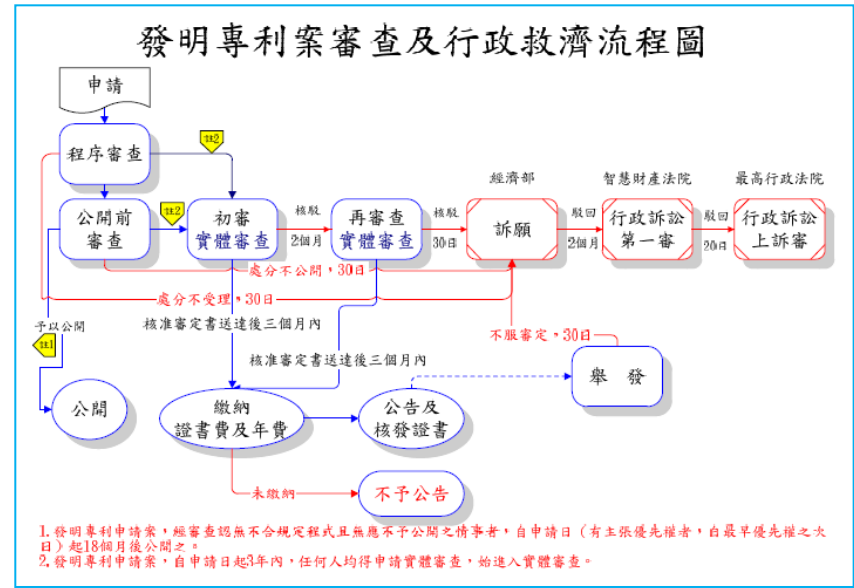 發明專利案審查及行政救濟流程圖
申請
程序審查
註2
公開前
審查
註2
初審
實體審查
核駁
2個月
再審查
實體審查
核駁
30日
經濟部
訴願
駁回
2個月
智慧財產法院
行政訴訟
第一審
駁回
20日
最高行政法院
行政訴訟
上訴審
處分不公開，30日
處分不受理，30日
予以公開
註1
公開
核准審定書送達後三個月內
核准審定書送達後三個月內
不服審定，30日
舉 發
繳納
證書費及年費
公告及
核發證書
未繳納
不予公告
1.發明專利申請案，經審查認無不合規定程式且無應不予公開之情事者，自申請日（有主張優先權者，自最早優先權之次
日）起18個月後公開之。
2.發明專利申請案，自申請日起3年內，任何人均得申請實體審查，始進入實體審查。